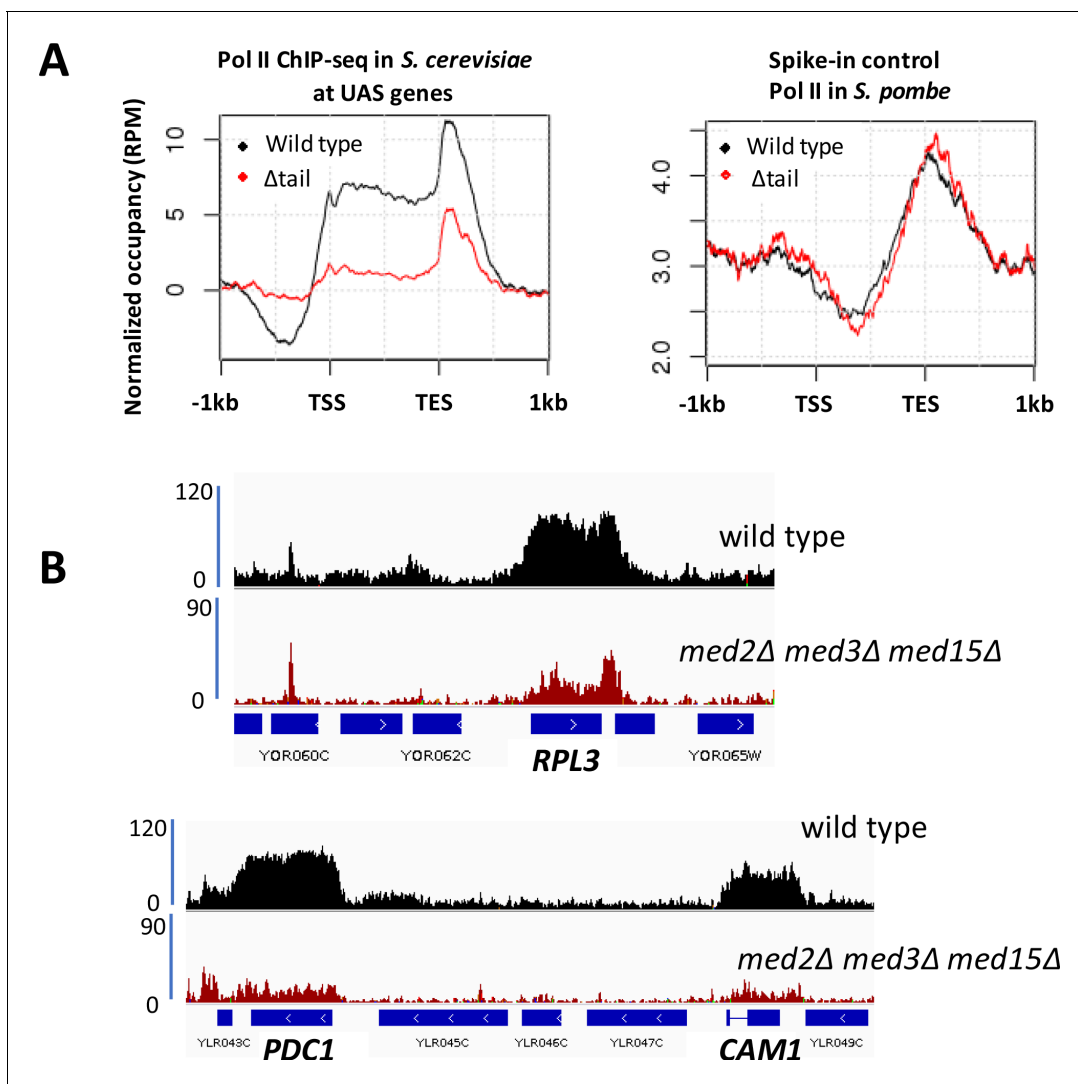 A
Pol II ChIP-seq in S. cerevisiae
at UAS genes
Normalized occupancy (RPM)
10
5
0
Wild type
Δtail
-1kb TSS TES 1kb
Spike-in control
Pol II in S. pombe
4.0
3.0
2.0
Wild type
Δtail
-1kb TSS TES 1kb
B
120
0
wild type
90
0
med2Δ med3Δ med15Δ
YOR060C YOR062C RPL3 YOR065W
120
0
wild type
90
0
med2Δ med3Δ med15Δ
YLR043C PDC1 YLR045C YLR046C YLR047C CAM1 YLR049C